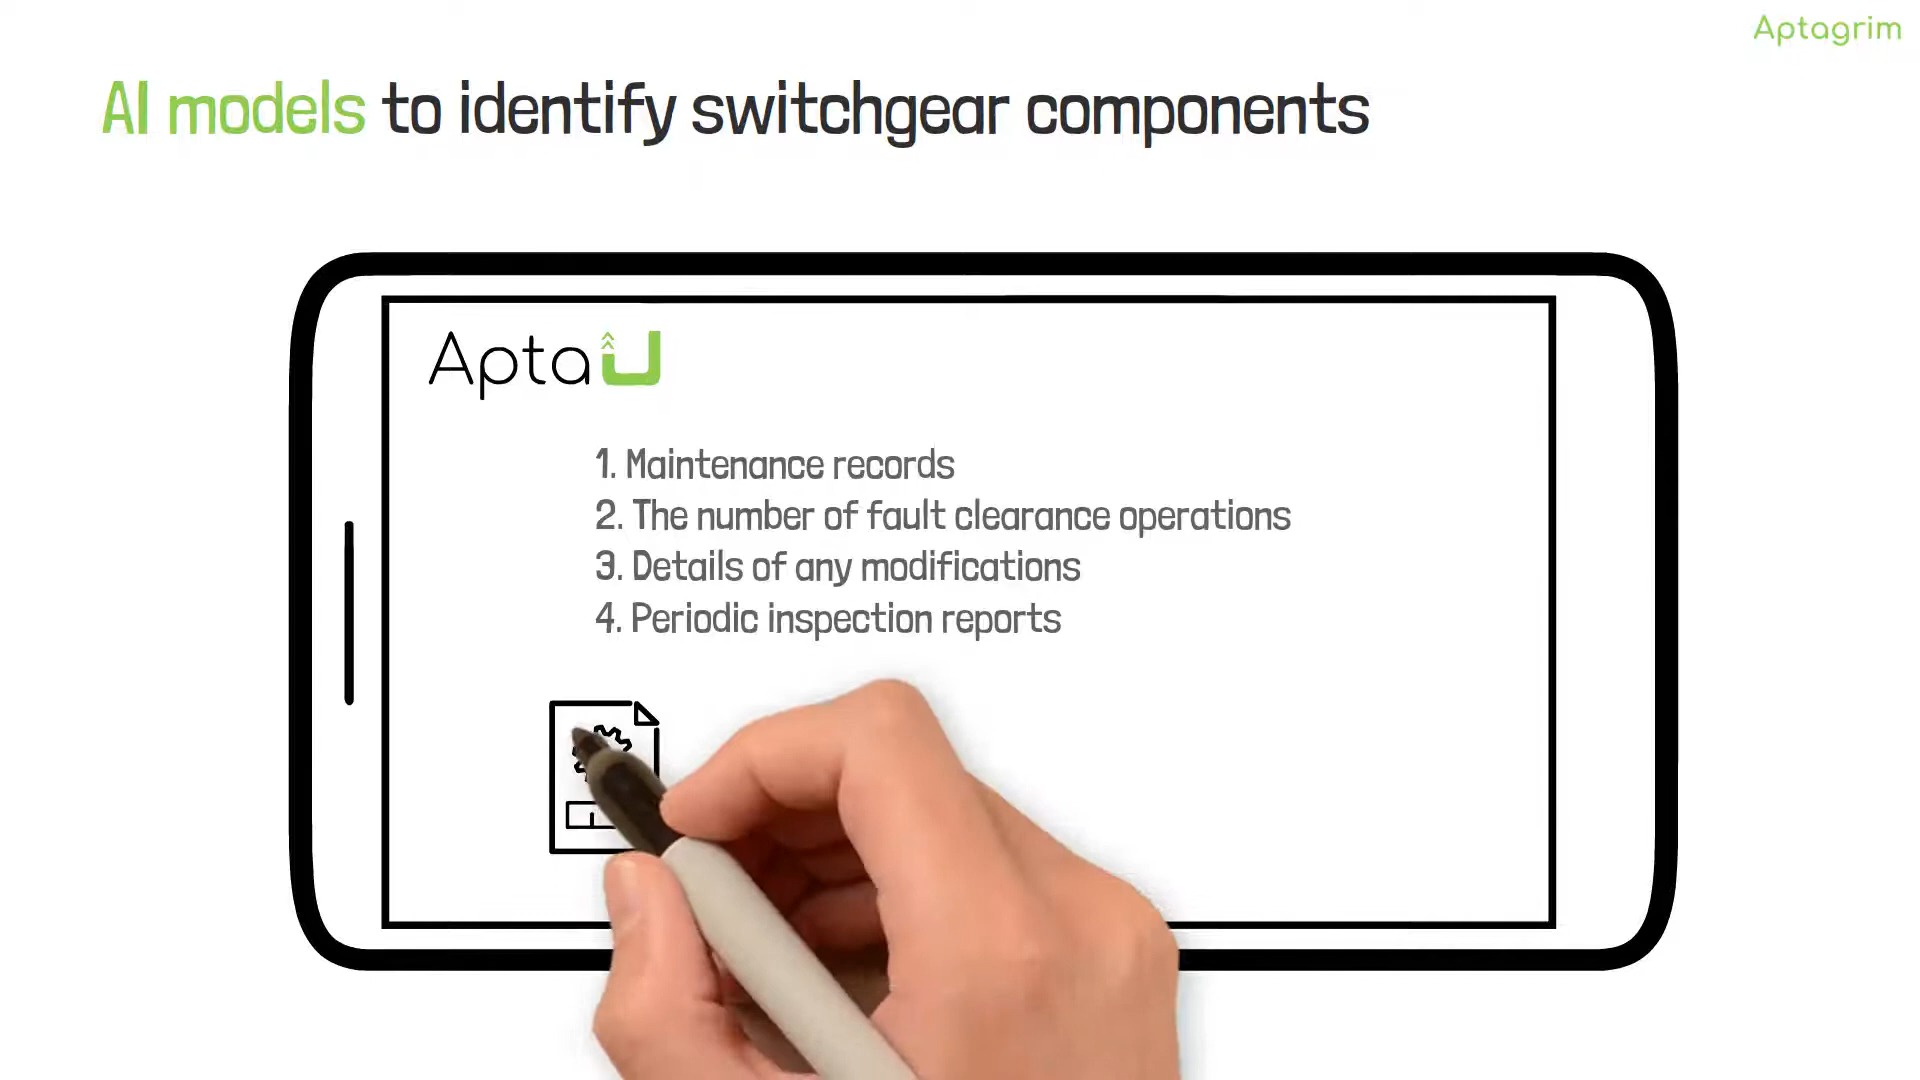 Aptagrim
AI models to identify switchgear components
Apta U
1. Maintenance records
2. The number of fault clearance operations
3. Details of any modifications
4. Periodic inspection reports